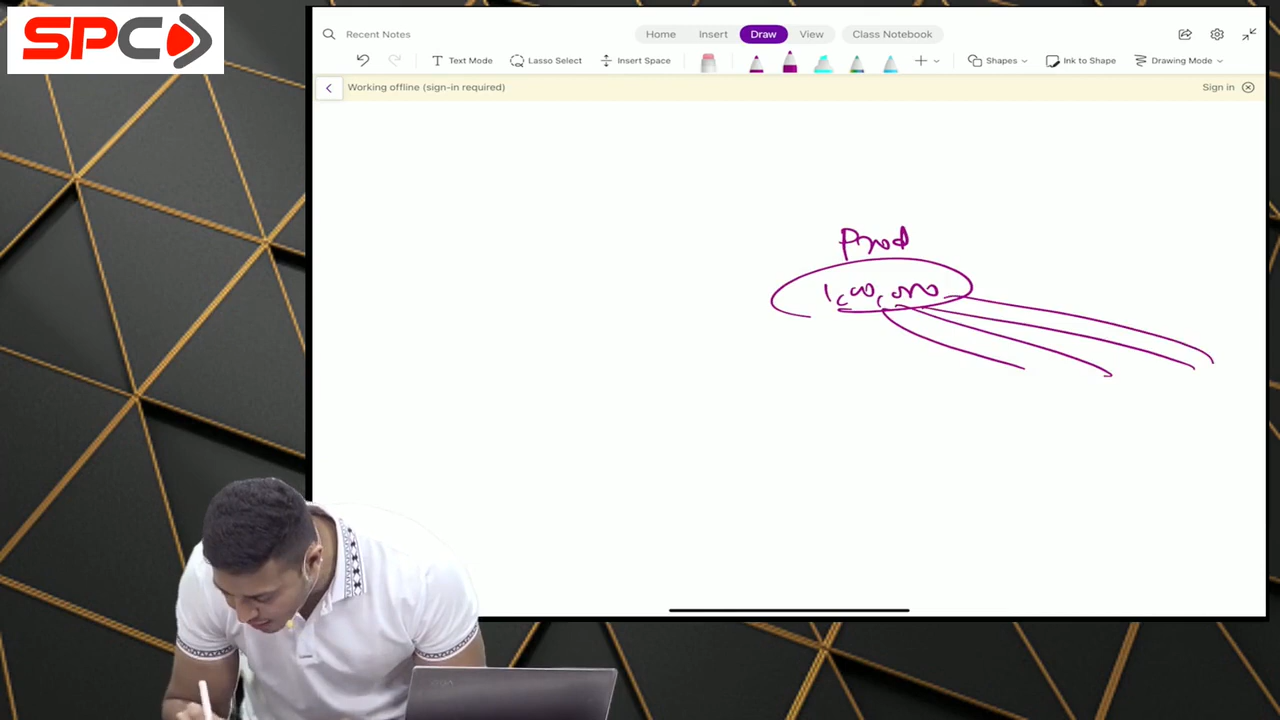 SPC
Recent Notes
Home Insert Draw View Class Notebook
Text Mode Lasso Select Insert Space Shapes Ink to Shape Drawing Mode
Working offline (sign-in required) Sign in
Prod
1,000,000